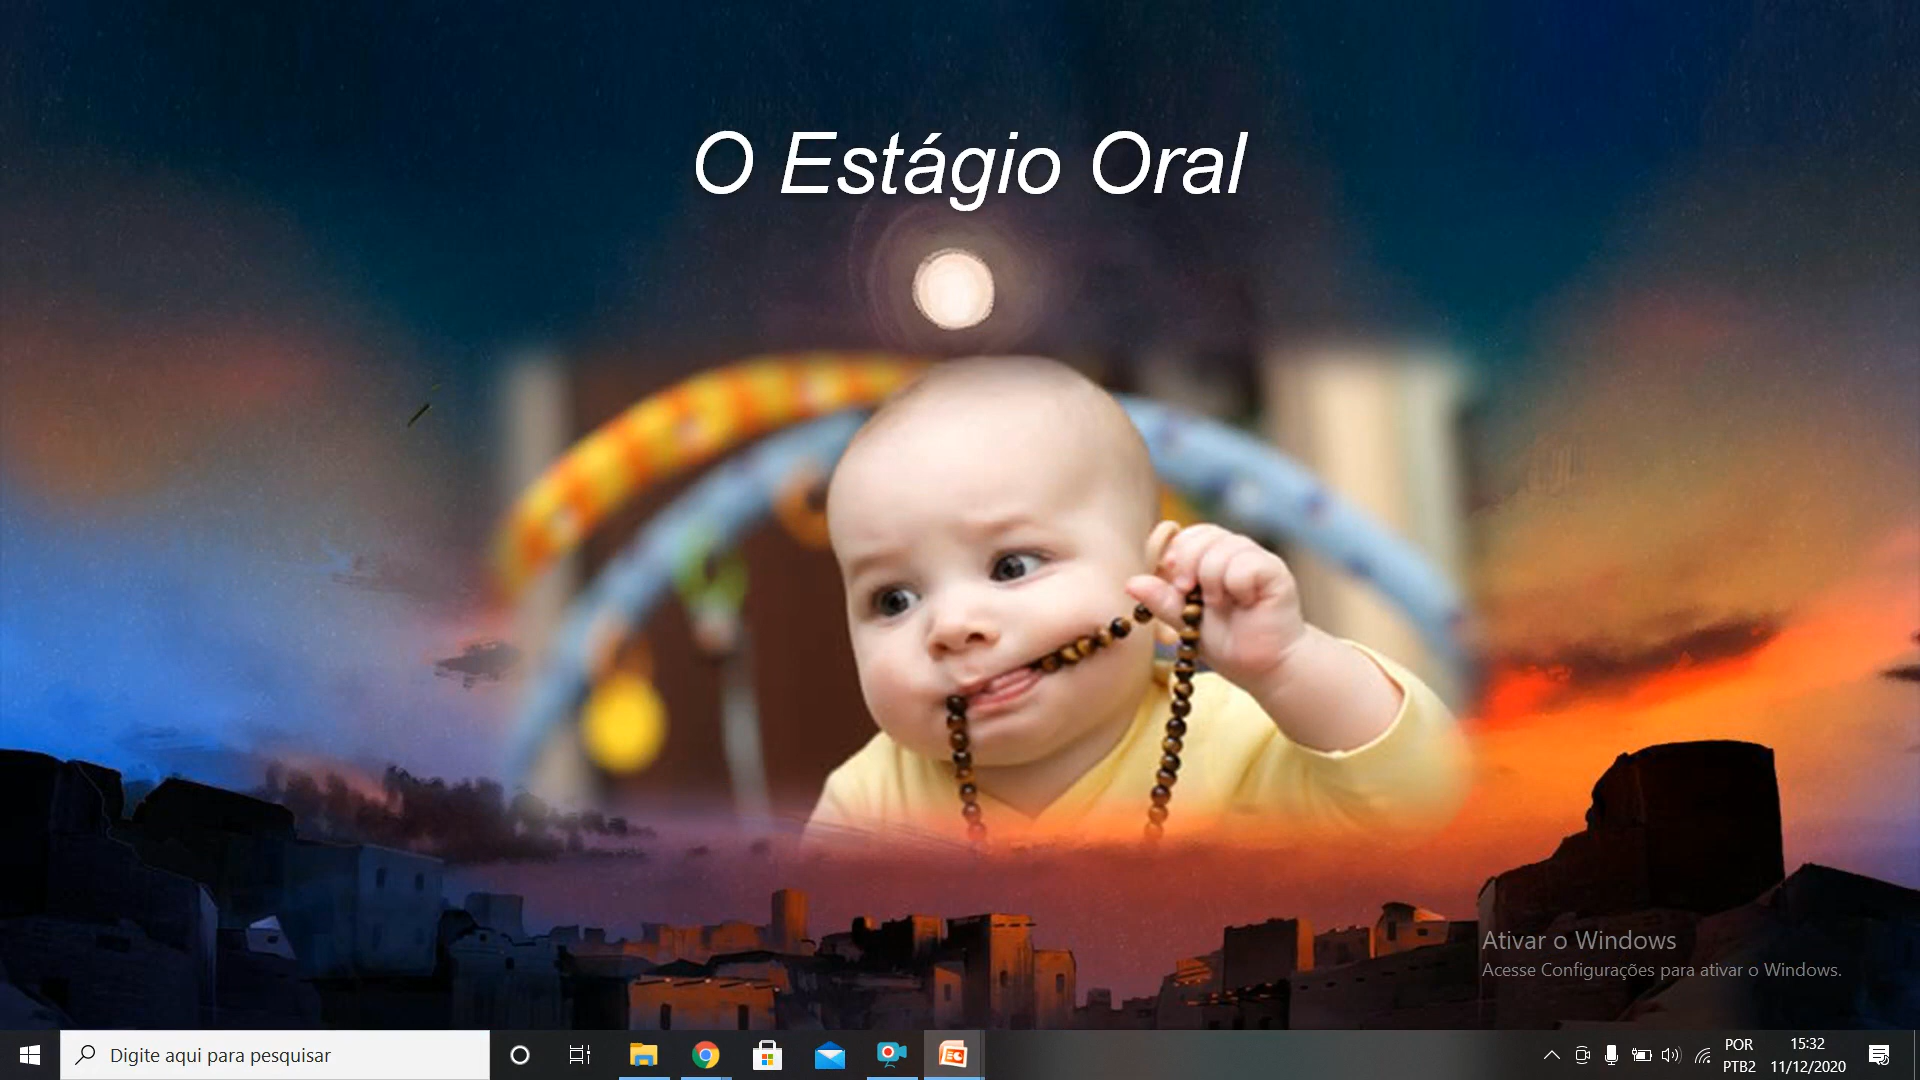 O Estágio Oral
Ativar o Windows
Acesse Configurações para ativar o Windows.
Digite aqui para pesquisar
POR
PTB2
15:32
11/12/2020